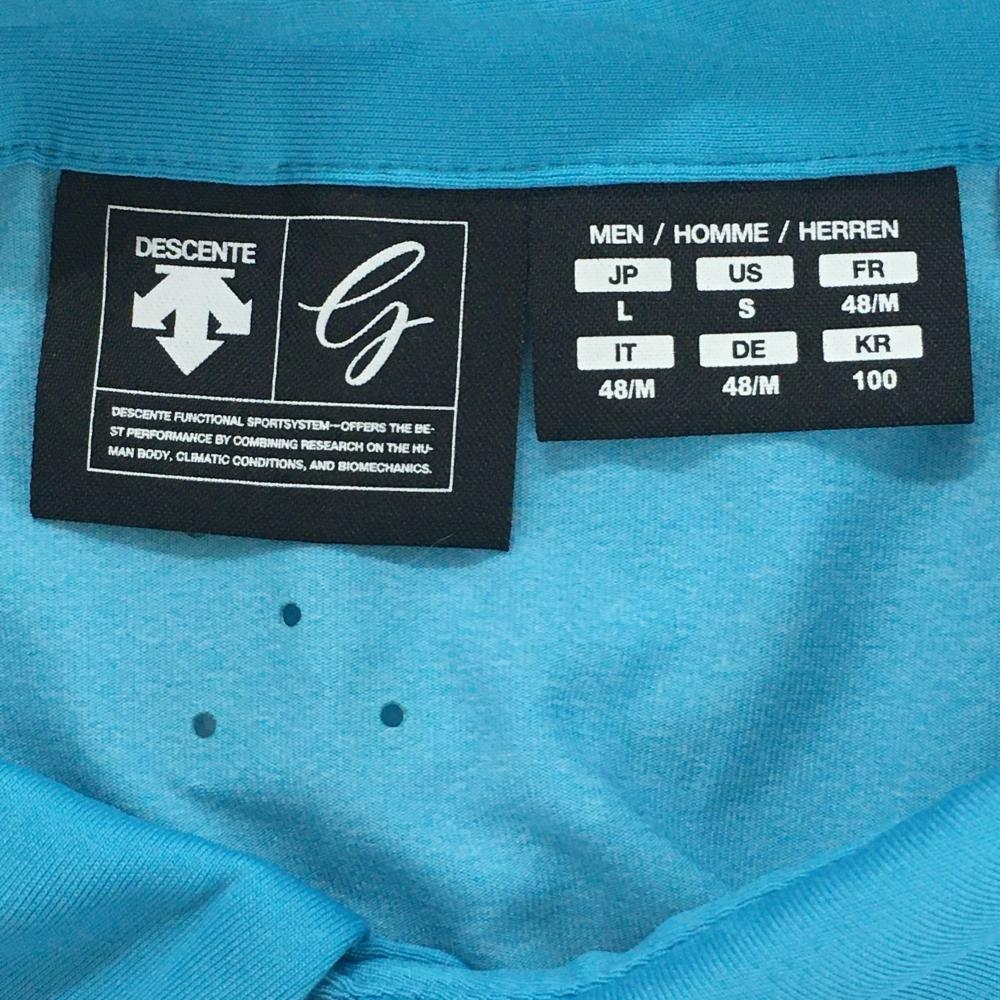 DESCENTE
G
DESCENTE FUNCTIONAL SPORTSYSTEM—OFFERS THE BE-
ST PERFORMANCE BY COMBINING RESEARCH ON THE HU-
MAN BODY, CLIMATIC CONDITIONS, AND BIOMECHANICS.
MEN / HOMME / HERREN
JP US FR
L S 48/M
IT DE KR
48/M 48/M 100